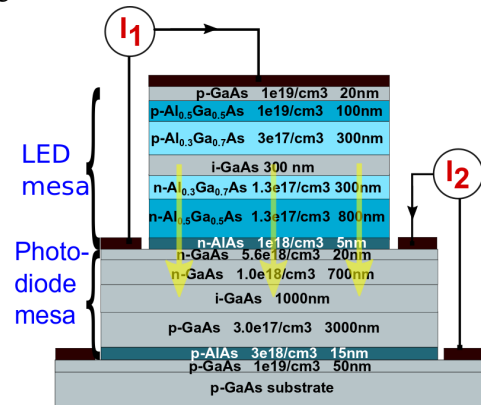 I1
I2
LED
mesa
Photo-
diode
mesa
p-GaAs 1e19/cm3 20nm
p-Al0.5Ga0.5As 1e19/cm3 100nm
p-Al0.3Ga0.7As 3e17/cm3 300nm
i-GaAs 300 nm
n-Al0.3Ga0.7As 1.3e17/cm3 300nm
n-Al0.5Ga0.5As 1.3e17/cm3 800nm
n-AlAs 1e18/cm3 5nm
n-GaAs 5.6e18/cm3 20nm
n-GaAs 1.0e18/cm3 700nm
i-GaAs 1000nm
p-GaAs 3.0e17/cm3 3000nm
p-AlAs 3e18/cm3 15nm
p-GaAs 1e19/cm3 50nm
p-GaAs substrate